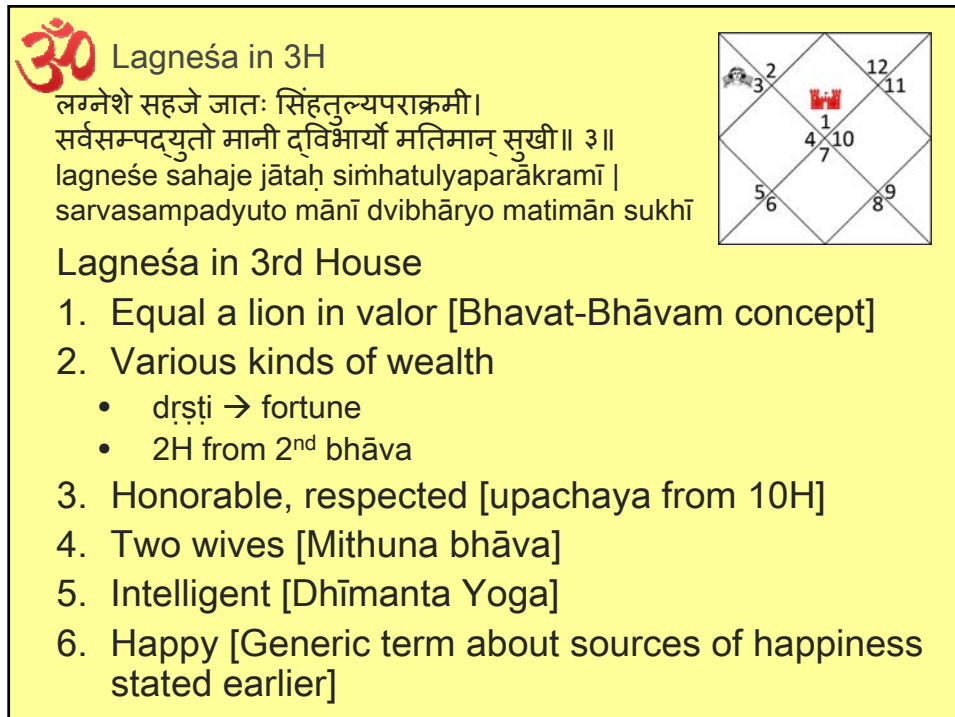 ॐ Lagneśa in 3H
लग्नेशे सहजे जातः सिंहतुल्यपराक्रमी।
सर्वसम्पद्युतो मानी द्विभार्यो मतिमान् सुखी॥ ३॥
lagneśe sahaje jātaḥ siṁhatulyaparākramī |
sarvasampadyuto mānī dvibhāryo matimān sukhī
2 12
3 11
1
4 10
7
5 9
6 8
Lagneśa in 3rd House
1. Equal a lion in valor [Bhavat-Bhāvam concept]
2. Various kinds of wealth
• dṛṣṭi → fortune
• 2H from 2nd bhāva
3. Honorable, respected [upachaya from 10H]
4. Two wives [Mithuna bhāva]
5. Intelligent [Dhīmanta Yoga]
6. Happy [Generic term about sources of happiness
stated earlier]